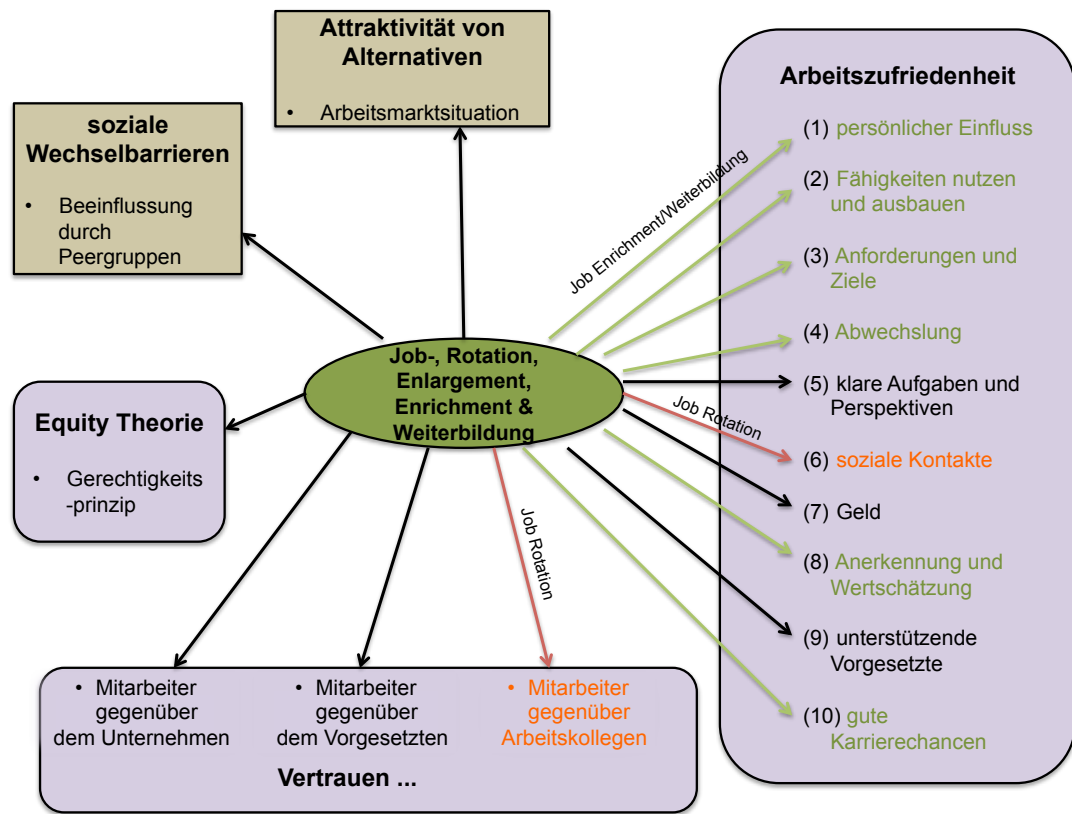 Attraktivität von
Alternativen
• Arbeitsmarktsituation
soziale
Wechselbarrieren
• Beeinflussung
durch
Peergruppen
Equity Theorie
• Gerechtigkeits
-prinzip
Job-, Rotation,
Enlargement,
Enrichment &
Weiterbildung
Job Enrichment/Weiterbildung
Job Rotation
Job Rotation
Arbeitszufriedenheit
(1) persönlicher Einfluss
(2) Fähigkeiten nutzen
und ausbauen
(3) Anforderungen und
Ziele
(4) Abwechslung
(5) klare Aufgaben und
Perspektiven
(6) soziale Kontakte
(7) Geld
(8) Anerkennung und
Wertschätzung
(9) unterstützende
Vorgesetzte
(10) gute
Karrierechancen
• Mitarbeiter
gegenüber
dem Unternehmen
• Mitarbeiter
gegenüber
dem Vorgesetzten
• Mitarbeiter
gegenüber
Arbeitskollegen
Vertrauen ...